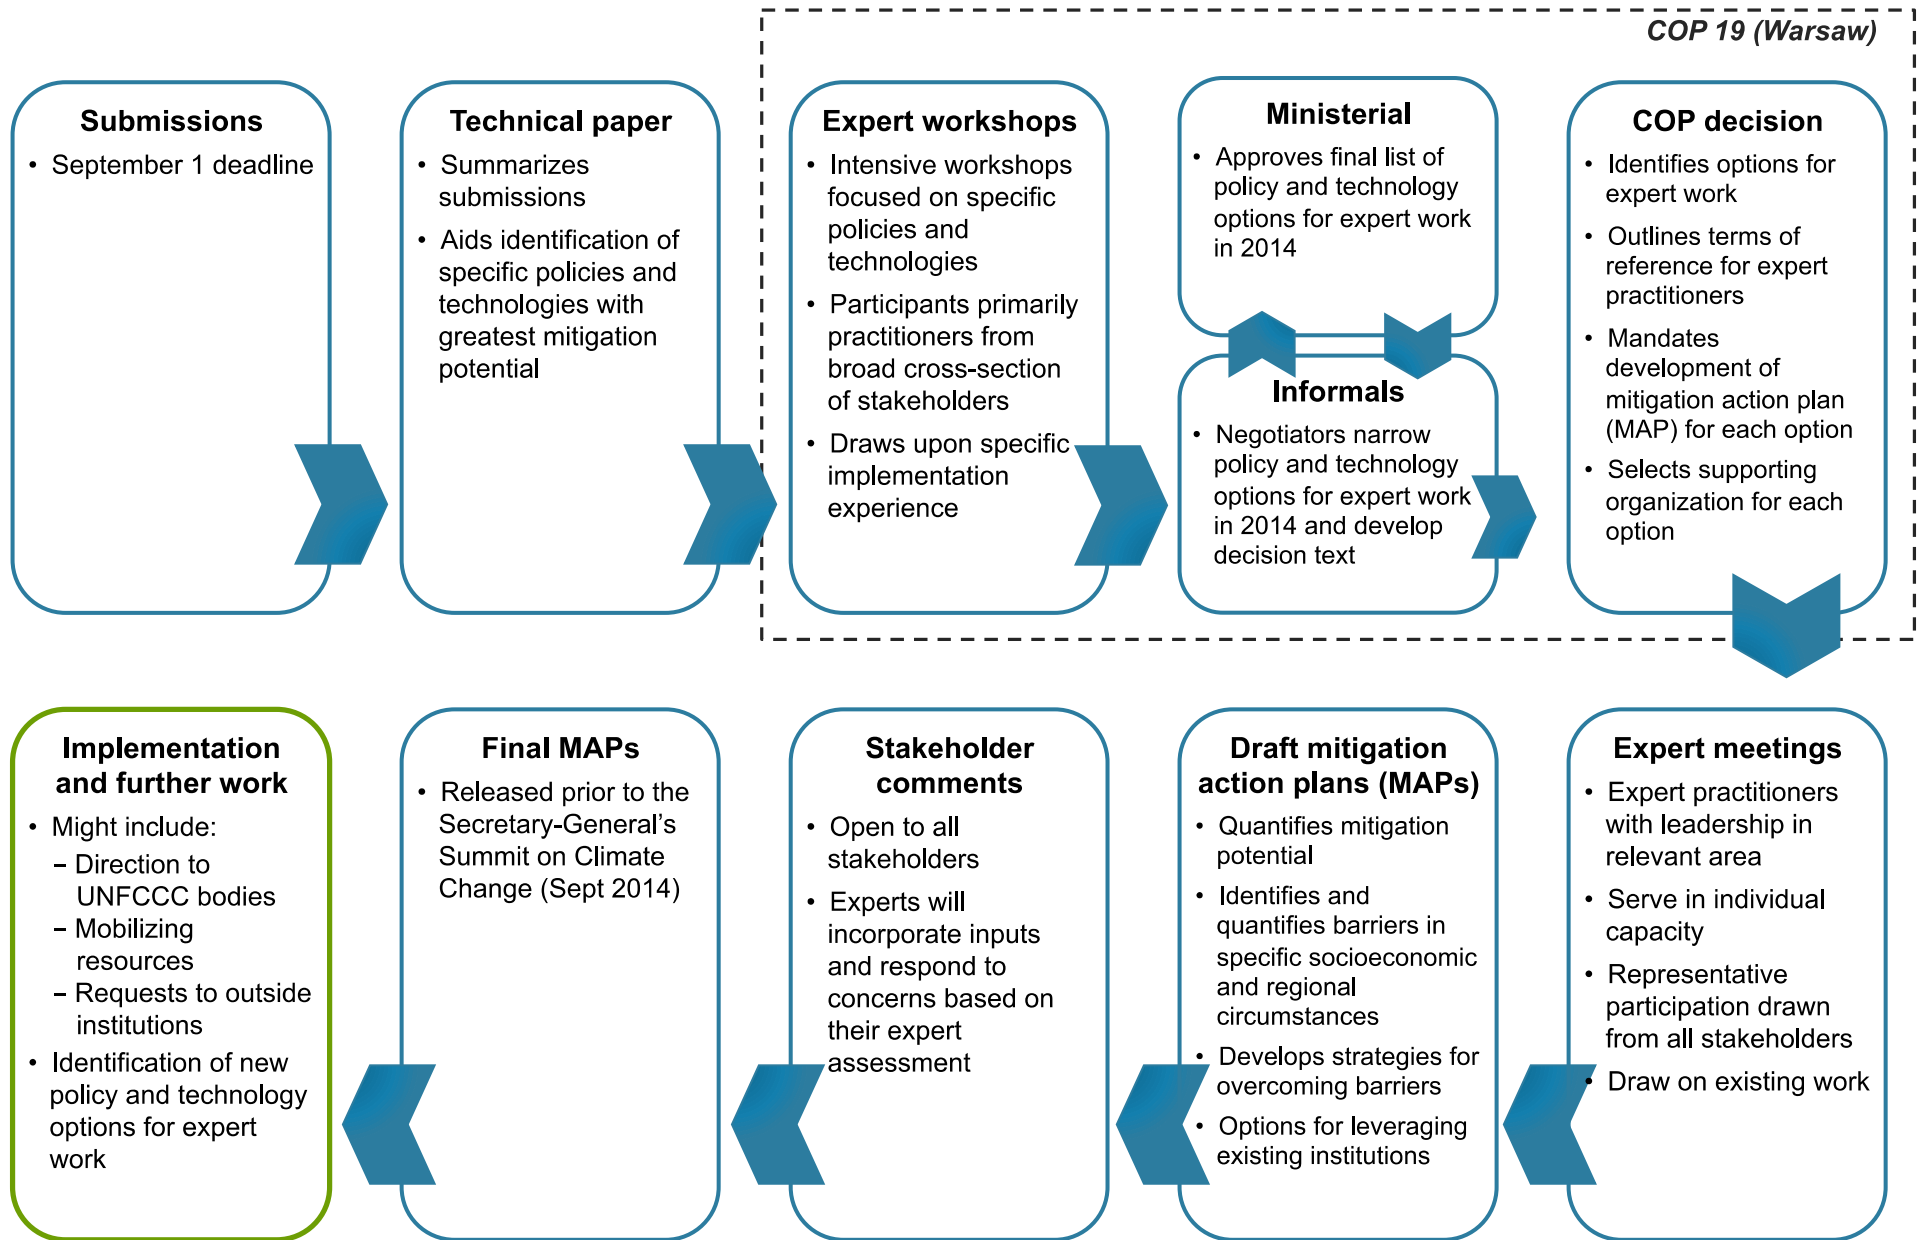 COP 19 (Warsaw)
Submissions
• September 1 deadline
Technical paper
• Summarizes
submissions
• Aids identification of
specific policies and
technologies with
greatest mitigation
potential
Expert workshops
• Intensive workshops
focused on specific
policies and
technologies
• Participants primarily
practitioners from
broad cross-section
of stakeholders
• Draws upon specific
implementation
experience
Ministerial
• Approves final list of
policy and technology
options for expert work
in 2014
Informals
• Negotiators narrow
policy and technology
options for expert work
in 2014 and develop
decision text
COP decision
• Identifies options for
expert work
• Outlines terms of
reference for expert
practitioners
• Mandates
development of
mitigation action plan
(MAP) for each option
• Selects supporting
organization for each
option
Expert meetings
• Expert practitioners
with leadership in
relevant area
• Serve in individual
capacity
• Representative
participation drawn
from all stakeholders
• Draw on existing work
Draft mitigation
action plans (MAPs)
• Quantifies mitigation
potential
• Identifies and
quantifies barriers in
specific socioeconomic
and regional
circumstances
• Develops strategies for
overcoming barriers
• Options for leveraging
existing institutions
Stakeholder
comments
• Open to all
stakeholders
• Experts will
incorporate inputs
and respond to
concerns based on
their expert
assessment
Final MAPs
• Released prior to the
Secretary-General’s
Summit on Climate
Change (Sept 2014)
Implementation
and further work
• Might include:
– Direction to
UNFCCC bodies
– Mobilizing
resources
– Requests to outside
institutions
• Identification of new
policy and technology
options for expert
work